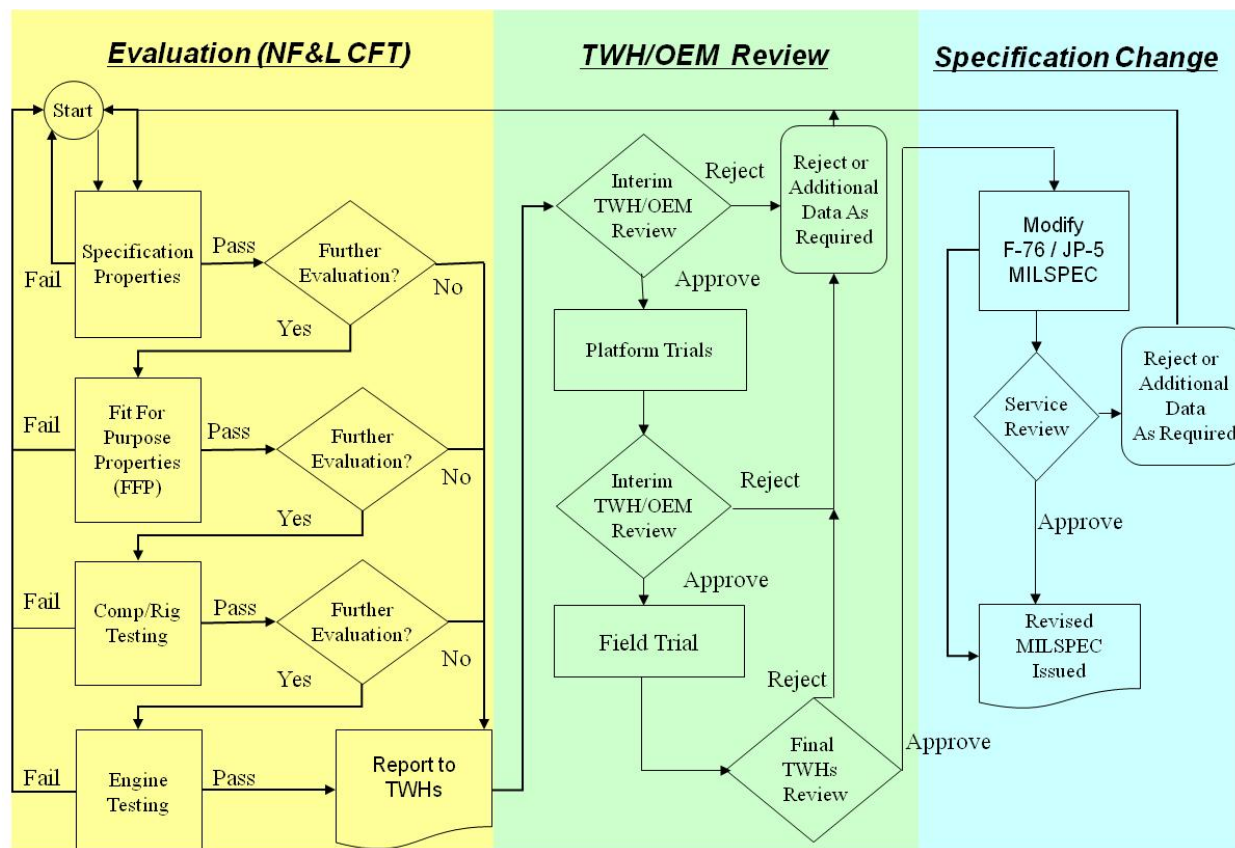 Evaluation (NF&L CFT)
Start
Specification
Properties
Pass
Fail
Further
Evaluation?
No
Yes
Fit For
Purpose
Properties
(FFP)
Fail
Pass
Further
Evaluation?
No
Yes
Comp/Rig
Testing
Fail
Pass
Further
Evaluation?
No
Yes
Engine
Testing
Fail
Pass
Report to
TWHs
TWH/OEM Review
Interim
TWH/OEM
Review
Reject
Reject or
Additional
Data As
Required
Approve
Platform Trials
Interim
TWH/OEM
Review
Reject
Approve
Field Trial
Reject
Final
TWHs
Review
Approve
Specification Change
Modify
F-76 / JP-5
MILSPEC
Service
Review
Reject or
Additional
Data
As Required
Approve
Revised
MILSPEC
Issued